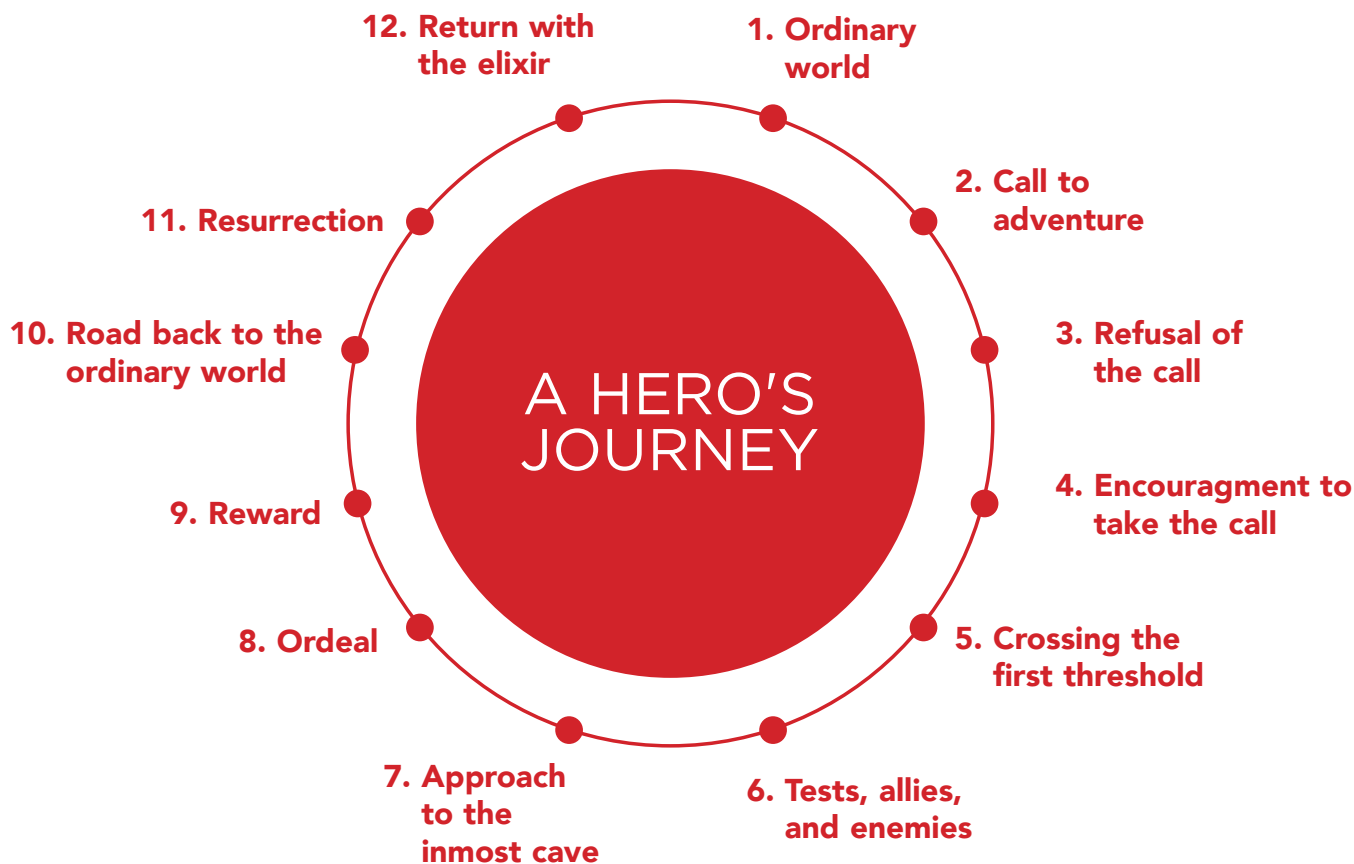 1. Ordinary
world
2. Call to
adventure
3. Refusal of
the call
4. Encouragment to
take the call
5. Crossing the
first threshold
6. Tests, allies,
and enemies
7. Approach
to the
inmost cave
8. Ordeal
9. Reward
10. Road back to the
ordinary world
11. Resurrection
12. Return with
the elixir
A HERO'S
JOURNEY